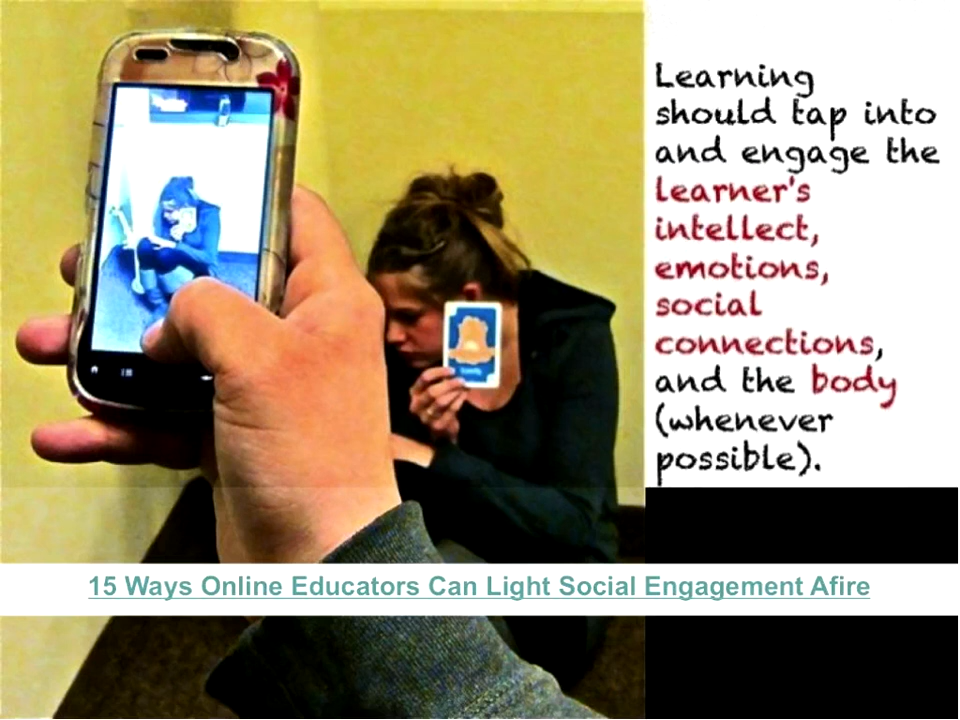 Learning
should tap into
and engage the
learner's
intellect,
emotions,
social
connections,
and the body
(whenever
possible).
15 Ways Online Educators Can Light Social Engagement Afire